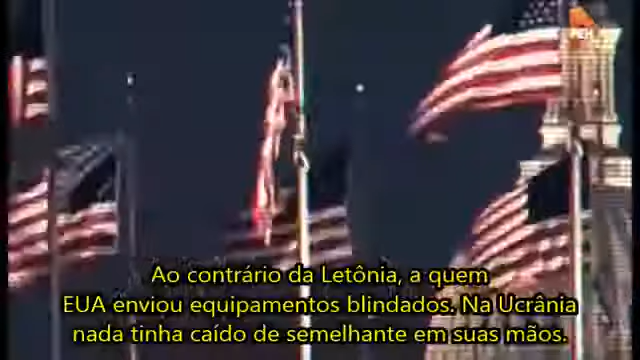 РЕН
Ao contrário da Letônia, a quem
EUA enviou equipamentos blindados. Na Ucrânia
nada tinha caído de semelhante em suas mãos.